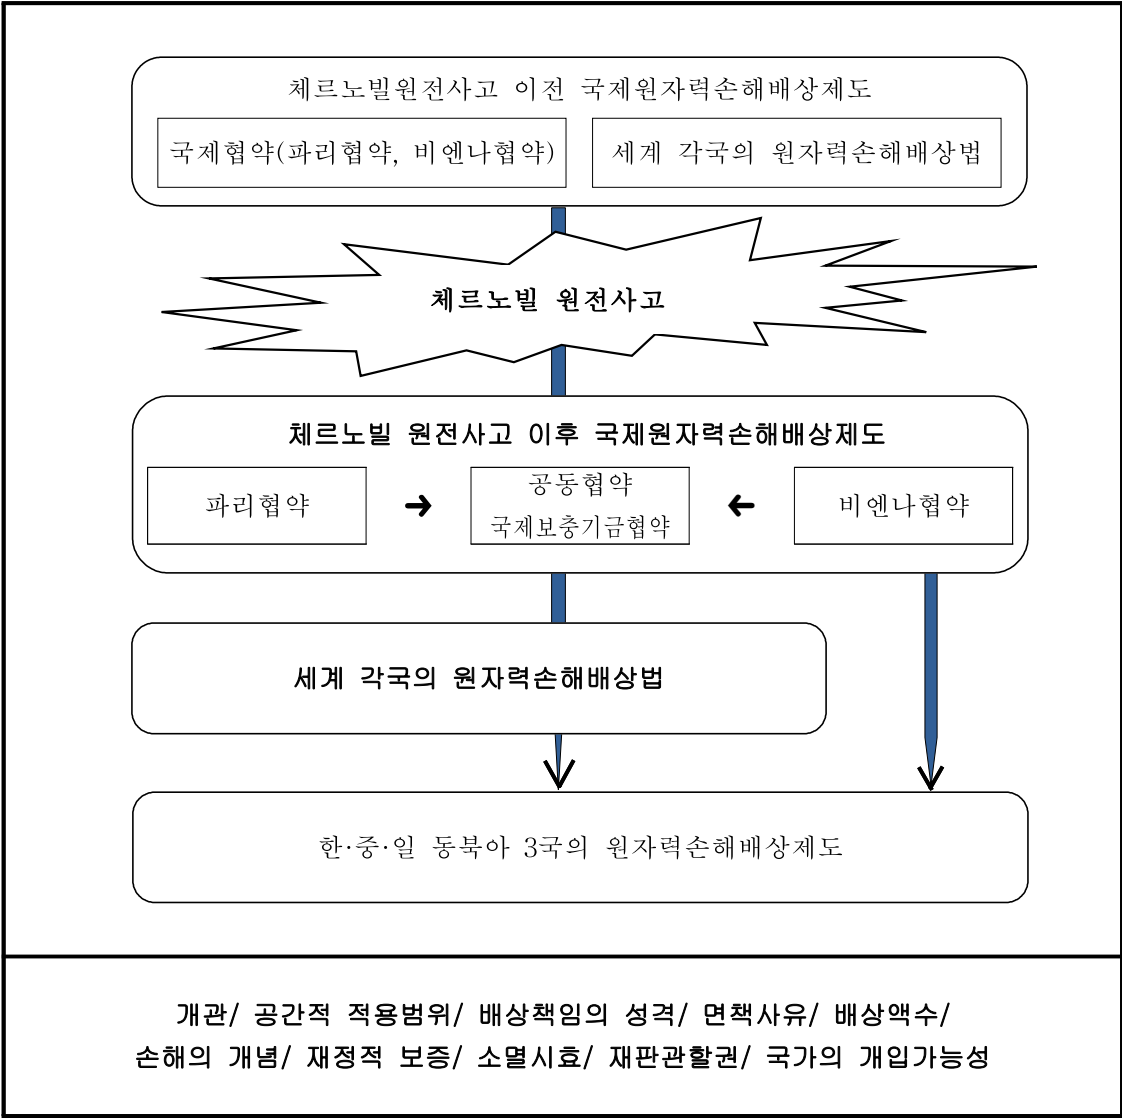 체르노빌원전사고 이전 국제원자력손해배상제도
국제협약(파리협약, 비엔나협약)
세계 각국의 원자력손해배상법
체르노빌 원전사고
체르노빌 원전사고 이후 국제원자력손해배상제도
파리협약
공동협약
국제보충기금협약
비엔나협약
세계 각국의 원자력손해배상법
한·중·일 동북아 3국의 원자력손해배상제도
개관/ 공간적 적용범위/ 배상책임의 성격/ 면책사유/ 배상액수/
손해의 개념/ 재정적 보증/ 소멸시효/ 재판관할권/ 국가의 개입가능성